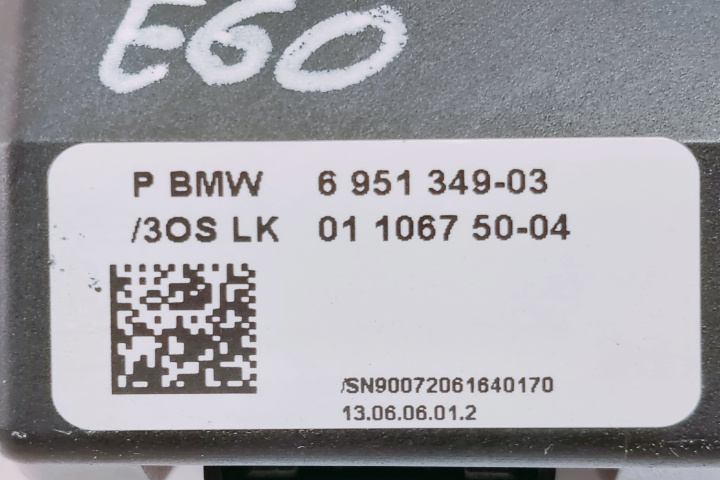 E60
P BMW 6 951 349-03
/3OS LK 01 1067 50-04
/SN90072061640170
13.06.06.01.2